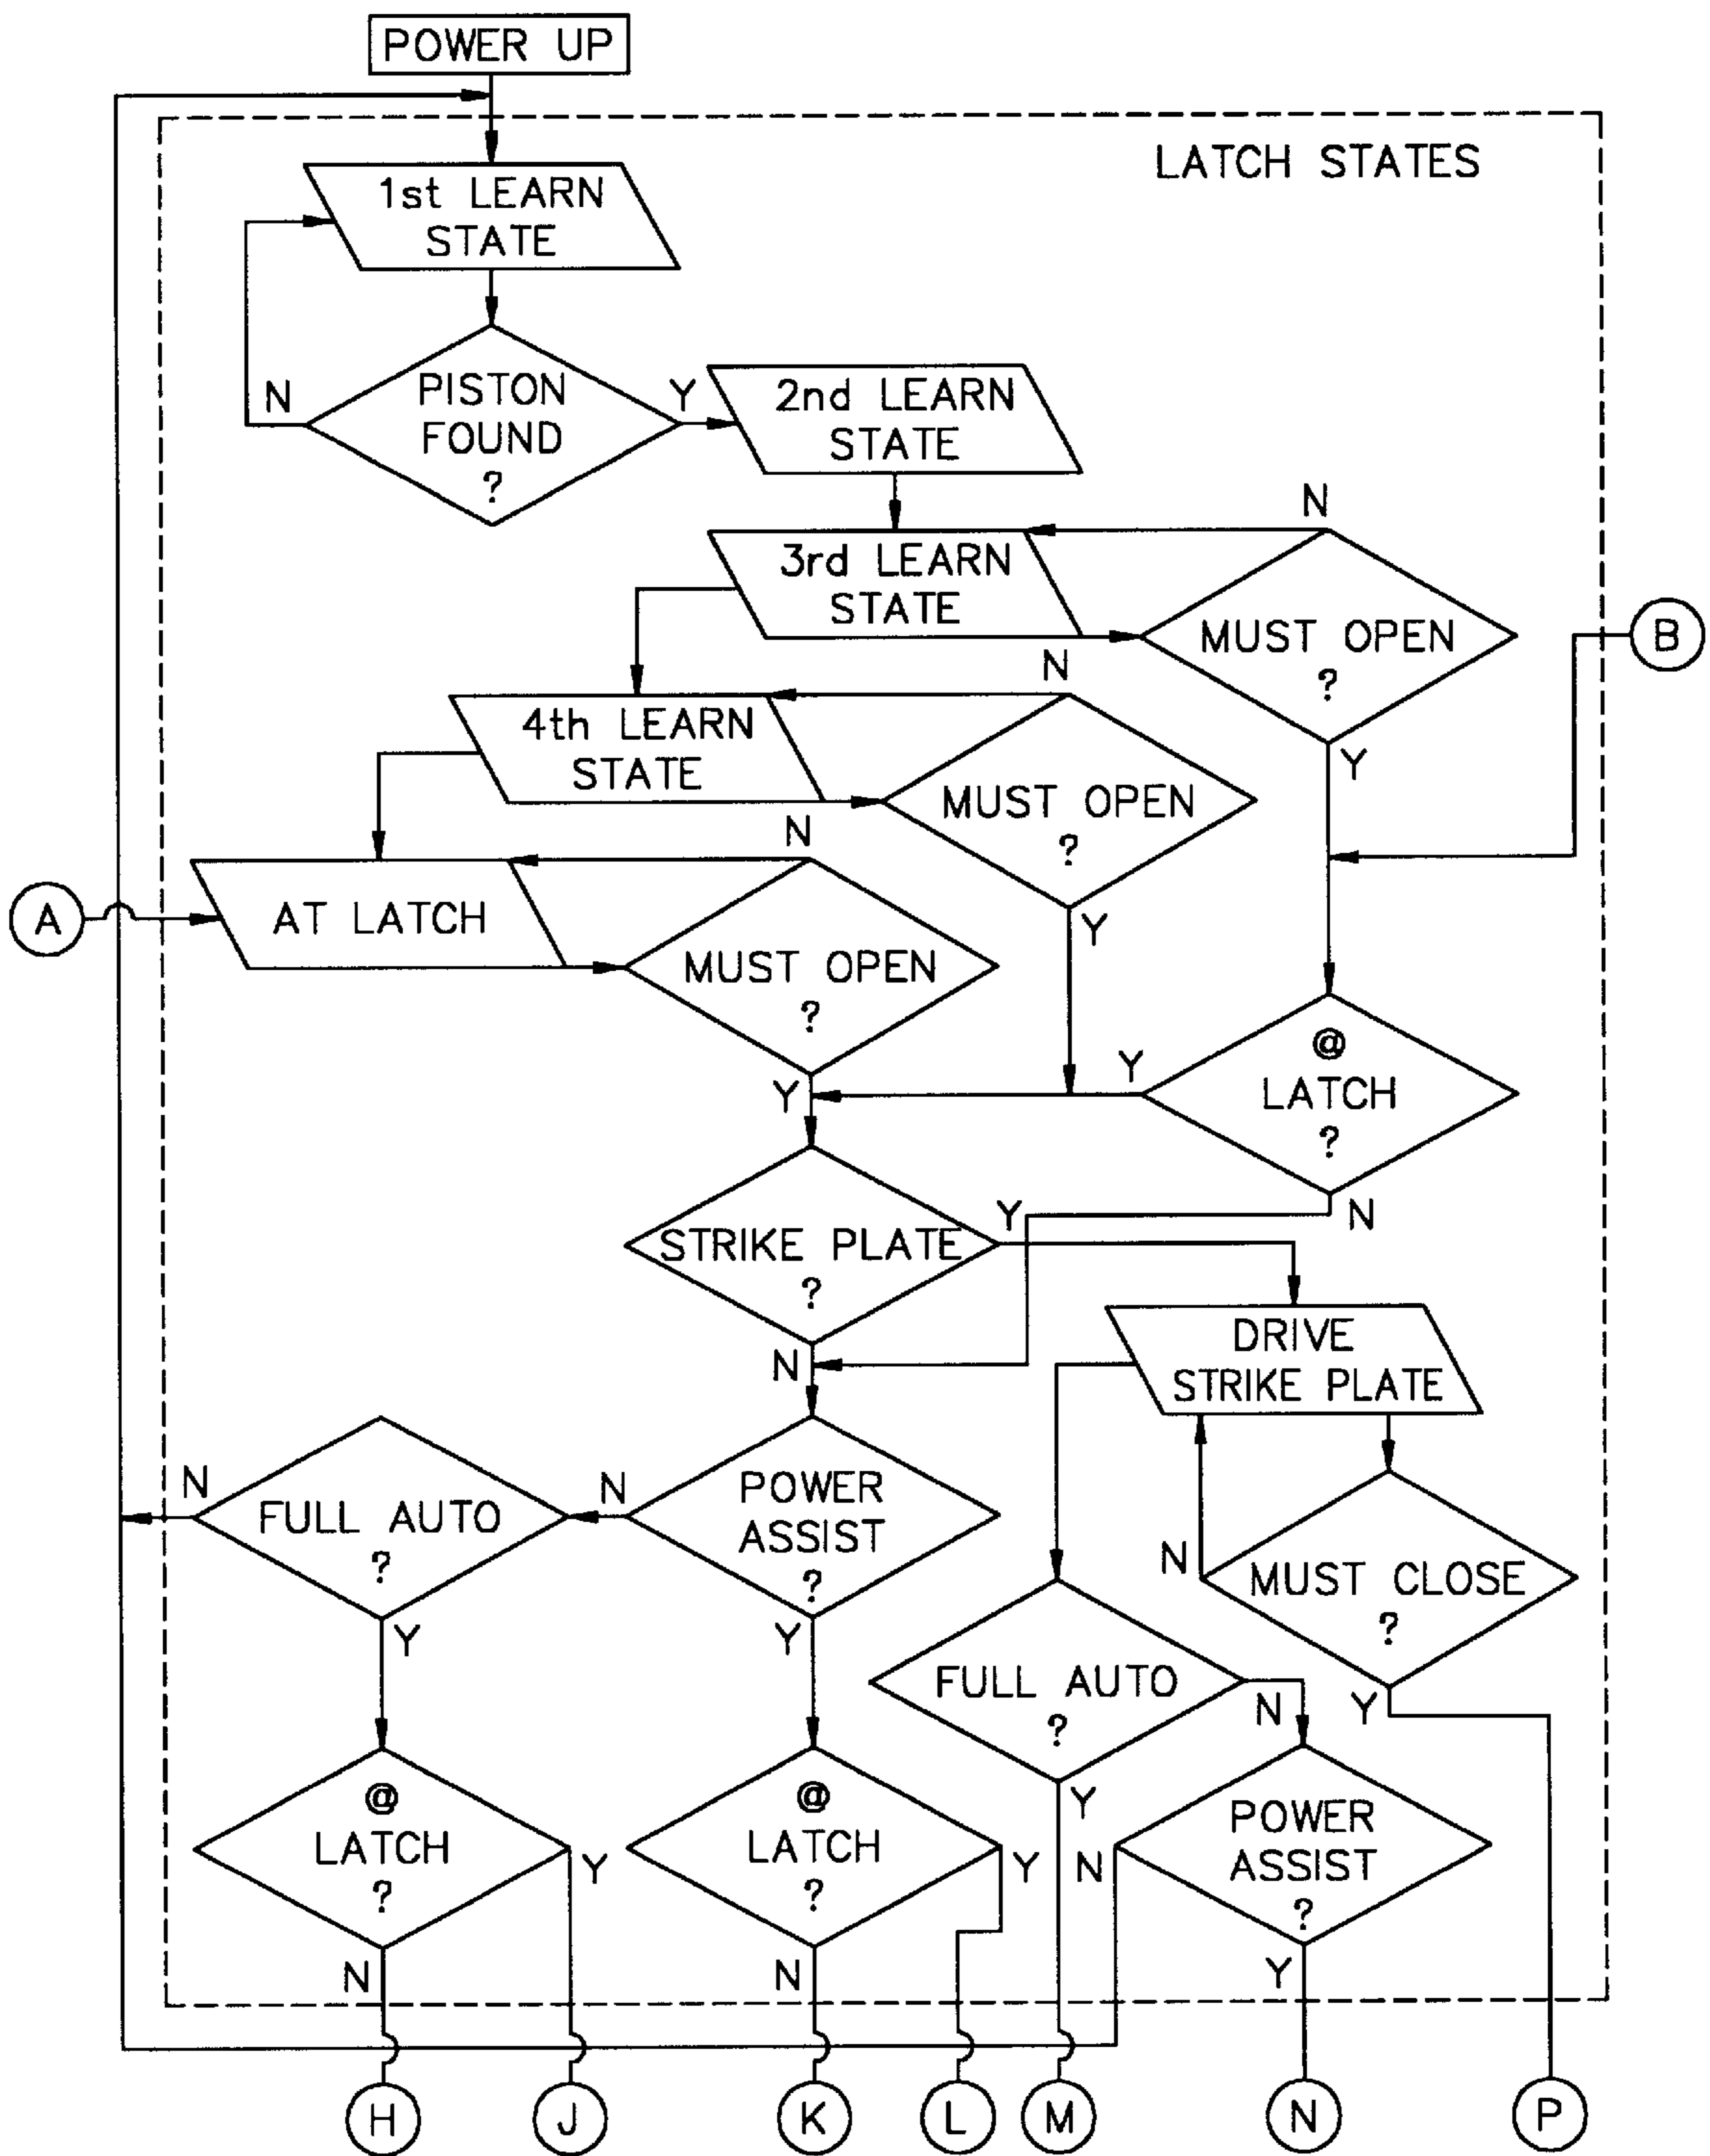 POWER UP
LATCH STATES
1st LEARN
STATE
N
PISTON
FOUND
?
Y
2nd LEARN
STATE
N
3rd LEARN
STATE
MUST OPEN
?
B
N
Y
4th LEARN
STATE
MUST OPEN
?
N
Y
A
AT LATCH
MUST OPEN
?
Y
@
LATCH
?
Y
N
STRIKE PLATE
?
Y
N
DRIVE
STRIKE PLATE
N
FULL AUTO
?
Y
N
POWER
ASSIST
?
Y
N
MUST CLOSE
?
Y
FULL AUTO
?
N
Y
@
LATCH
?
Y
N
@
LATCH
?
Y
N
N
POWER
ASSIST
?
Y
H
J
K
L
M
N
P